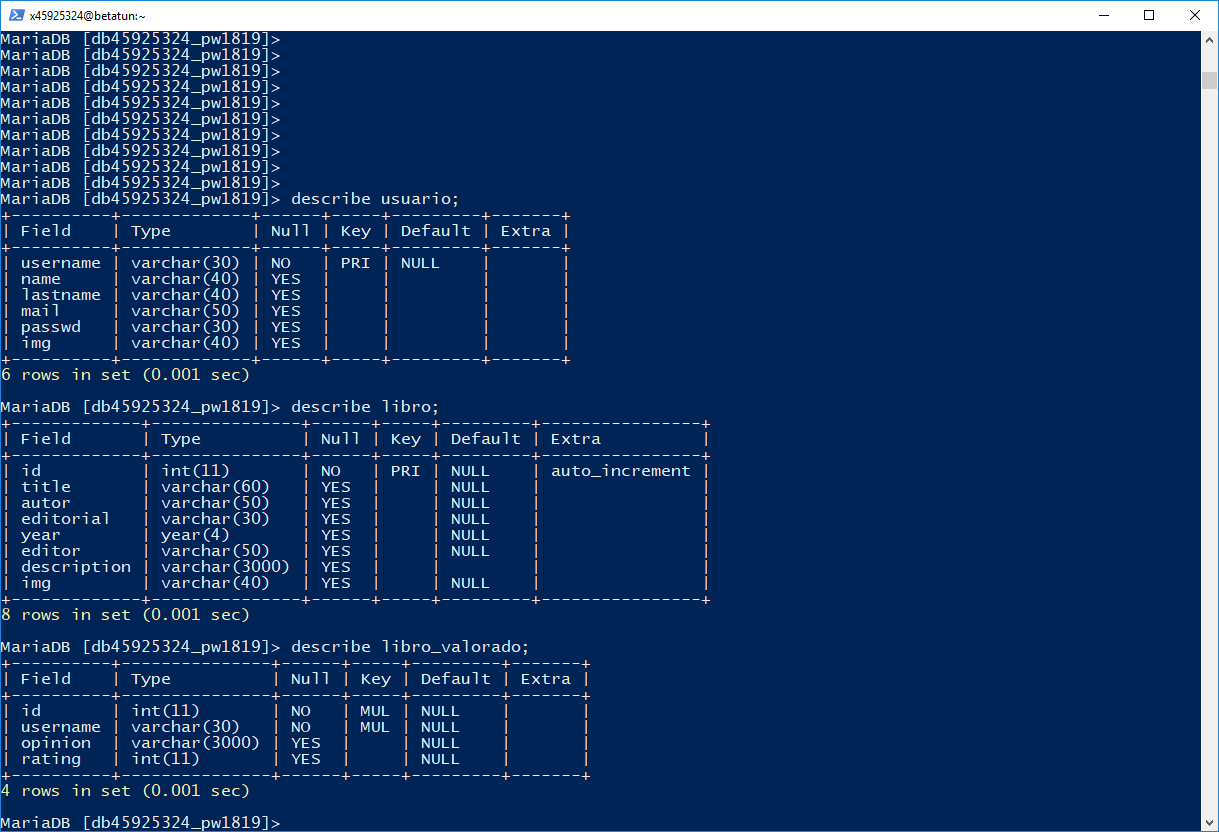 x45925324@betatun:~
MariaDB [db45925324_pw1819]>
MariaDB [db45925324_pw1819]>
MariaDB [db45925324_pw1819]>
MariaDB [db45925324_pw1819]>
MariaDB [db45925324_pw1819]>
MariaDB [db45925324_pw1819]>
MariaDB [db45925324_pw1819]>
MariaDB [db45925324_pw1819]>
MariaDB [db45925324_pw1819]>
MariaDB [db45925324_pw1819]>
MariaDB [db45925324_pw1819]> describe usuario;
+----------+-------------+------+-----+---------+-------+
| Field    | Type        | Null | Key | Default | Extra |
+----------+-------------+------+-----+---------+-------+
| username | varchar(30) | NO   | PRI | NULL    |       |
| name     | varchar(40) | YES  |     |         |       |
| lastname | varchar(40) | YES  |     |         |       |
| mail     | varchar(50) | YES  |     |         |       |
| passwd   | varchar(30) | YES  |     |         |       |
| img      | varchar(40) | YES  |     |         |       |
+----------+-------------+------+-----+---------+-------+
6 rows in set (0.001 sec)
MariaDB [db45925324_pw1819]> describe libro;
+-------------+---------------+------+-----+---------+----------------+
| Field       | Type          | Null | Key | Default | Extra          |
+-------------+---------------+------+-----+---------+----------------+
| id          | int(11)       | NO   | PRI | NULL    | auto_increment |
| title       | varchar(60)   | YES  |     | NULL    |                |
| autor       | varchar(50)   | YES  |     | NULL    |                |
| editorial   | varchar(30)   | YES  |     | NULL    |                |
| year        | year(4)       | YES  |     | NULL    |                |
| editor      | varchar(50)   | YES  |     | NULL    |                |
| description | varchar(3000) | YES  |     |         |                |
| img         | varchar(40)   | YES  |     | NULL    |                |
+-------------+---------------+------+-----+---------+----------------+
8 rows in set (0.001 sec)
MariaDB [db45925324_pw1819]> describe libro_valorado;
+----------+---------------+------+-----+---------+-------+
| Field    | Type          | Null | Key | Default | Extra |
+----------+---------------+------+-----+---------+-------+
| id       | int(11)       | NO   | MUL | NULL    |       |
| username | varchar(30)   | NO   | MUL | NULL    |       |
| opinion  | varchar(3000) | YES  |     | NULL    |       |
| rating   | int(11)       | YES  |     | NULL    |       |
+----------+---------------+------+-----+---------+-------+
4 rows in set (0.001 sec)
MariaDB [db45925324_pw1819]>